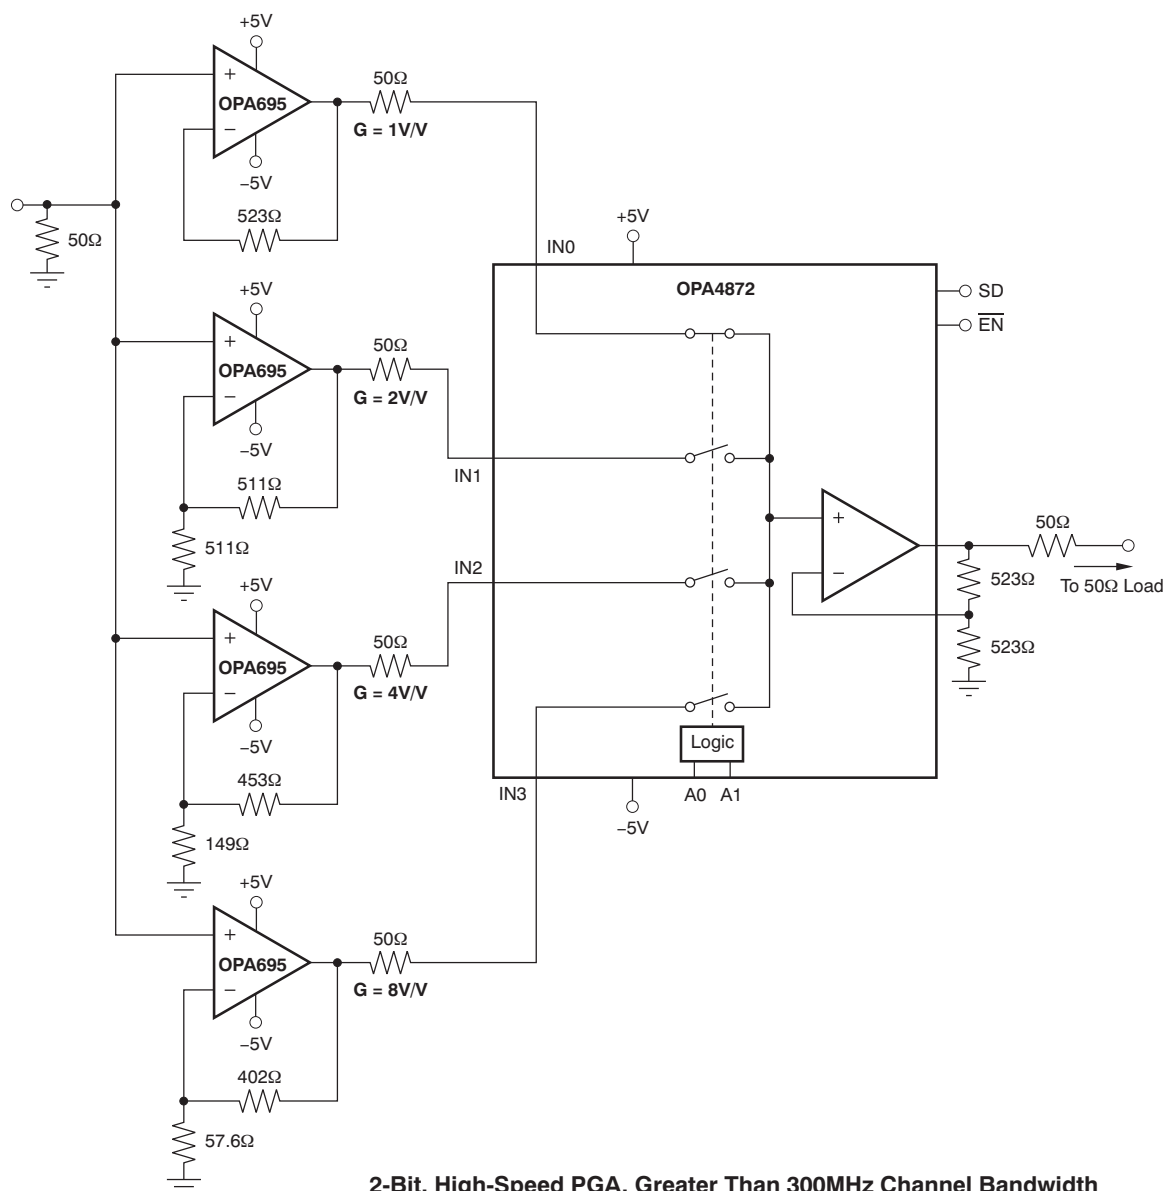 +5V
+
OPA695
−
−5V
50Ω
G = 1V/V
523Ω
50Ω
+5V
+
OPA695
−
−5V
50Ω
G = 2V/V
511Ω
511Ω
+5V
+
OPA695
−
−5V
50Ω
G = 4V/V
453Ω
149Ω
+5V
+
OPA695
−
−5V
50Ω
G = 8V/V
402Ω
57.6Ω
IN0
IN1
IN2
IN3
+5V
OPA4872
SD
EN
+
−
Logic
A0 A1
−5V
50Ω
To 50Ω Load
523Ω
523Ω
2-Bit, High-Speed PGA, Greater Than 300MHz Channel Bandwidth